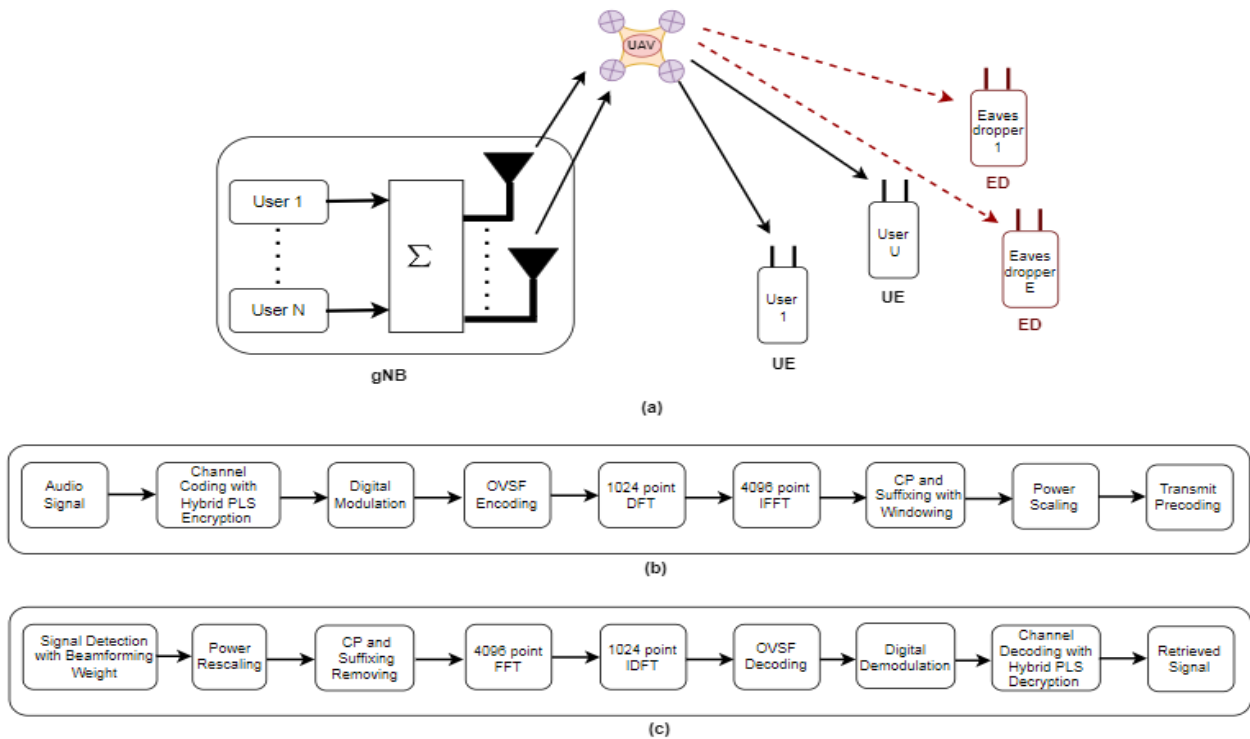 UAV
Eaves
dropper
1
ED
User 1
User N
Σ
gNB
User
U
UE
Eaves
dropper
E
ED
User
1
UE
(a)
Audio
Signal
Channel
Coding with
Hybrid PLS
Encryption
Digital
Modulation
OVSF
Encoding
1024 point
DFT
4096 point
IFFT
CP and
Suffixing with
Windowing
Power
Scaling
Transmit
Precoding
(b)
Signal Detection
with Beamforming
Weight
Power
Rescaling
CP and
Suffixing
Removing
4096 point
FFT
1024 point
IDFT
OVSF
Decoding
Digital
Demodulation
Channel
Decoding with
Hybrid PLS
Decryption
Retrieved
Signal
(c)